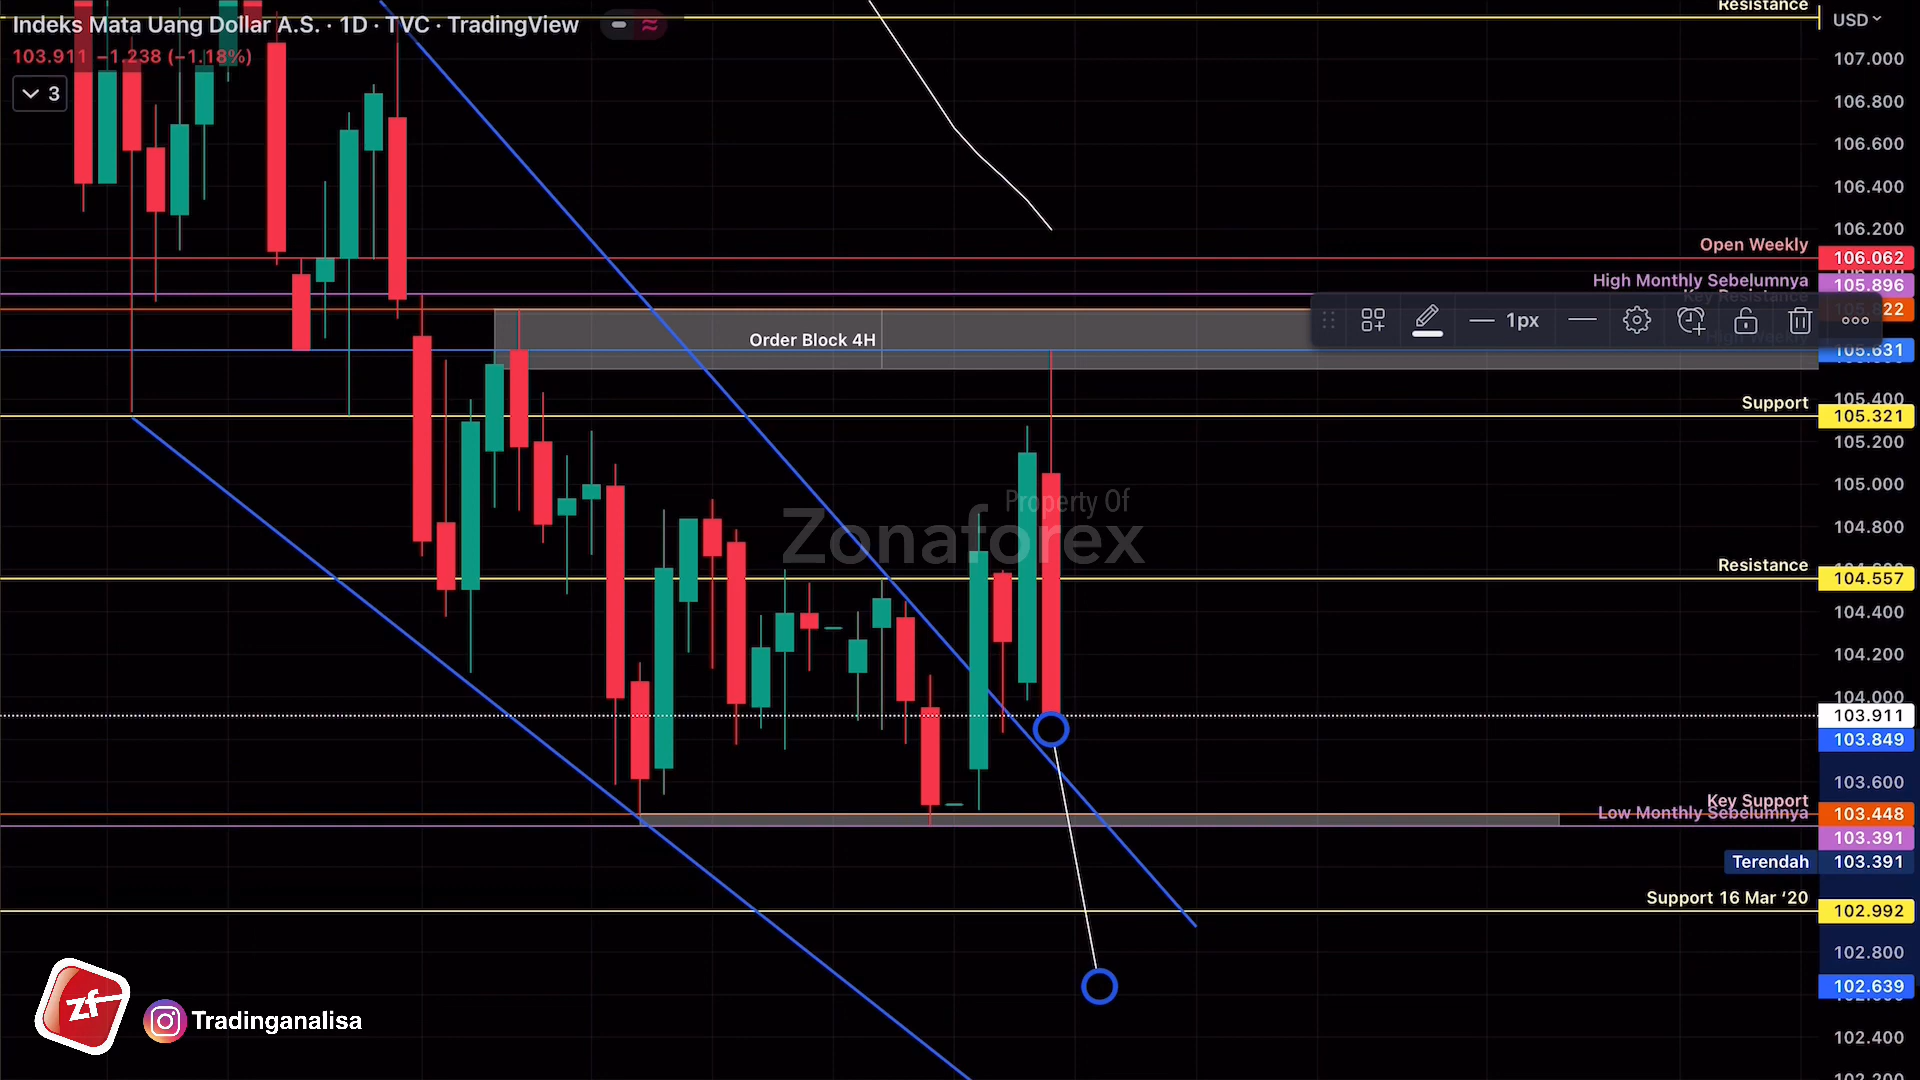 Resistance
Indeks Mata Uang Dollar A.S. · 1D · TVC · TradingView
USD
103.911 −1.238 (−1.18%)
107.000
3
106.800
106.600
106.400
106.200
Open Weekly
106.062
High Monthly Sebelumnya
105.896
Key Resistance
1px
Order Block 4H
105.631
105.400
Support
105.321
105.200
105.000
Property Of
Zonaforex
104.800
Resistance
104.557
104.400
104.200
104.000
103.911
103.849
103.600
Key Support
103.448
Low Monthly Sebelumnya
103.391
Terendah
103.391
Support 16 Mar ‘20
102.992
102.800
102.639
zf
Tradinganalisa
102.400